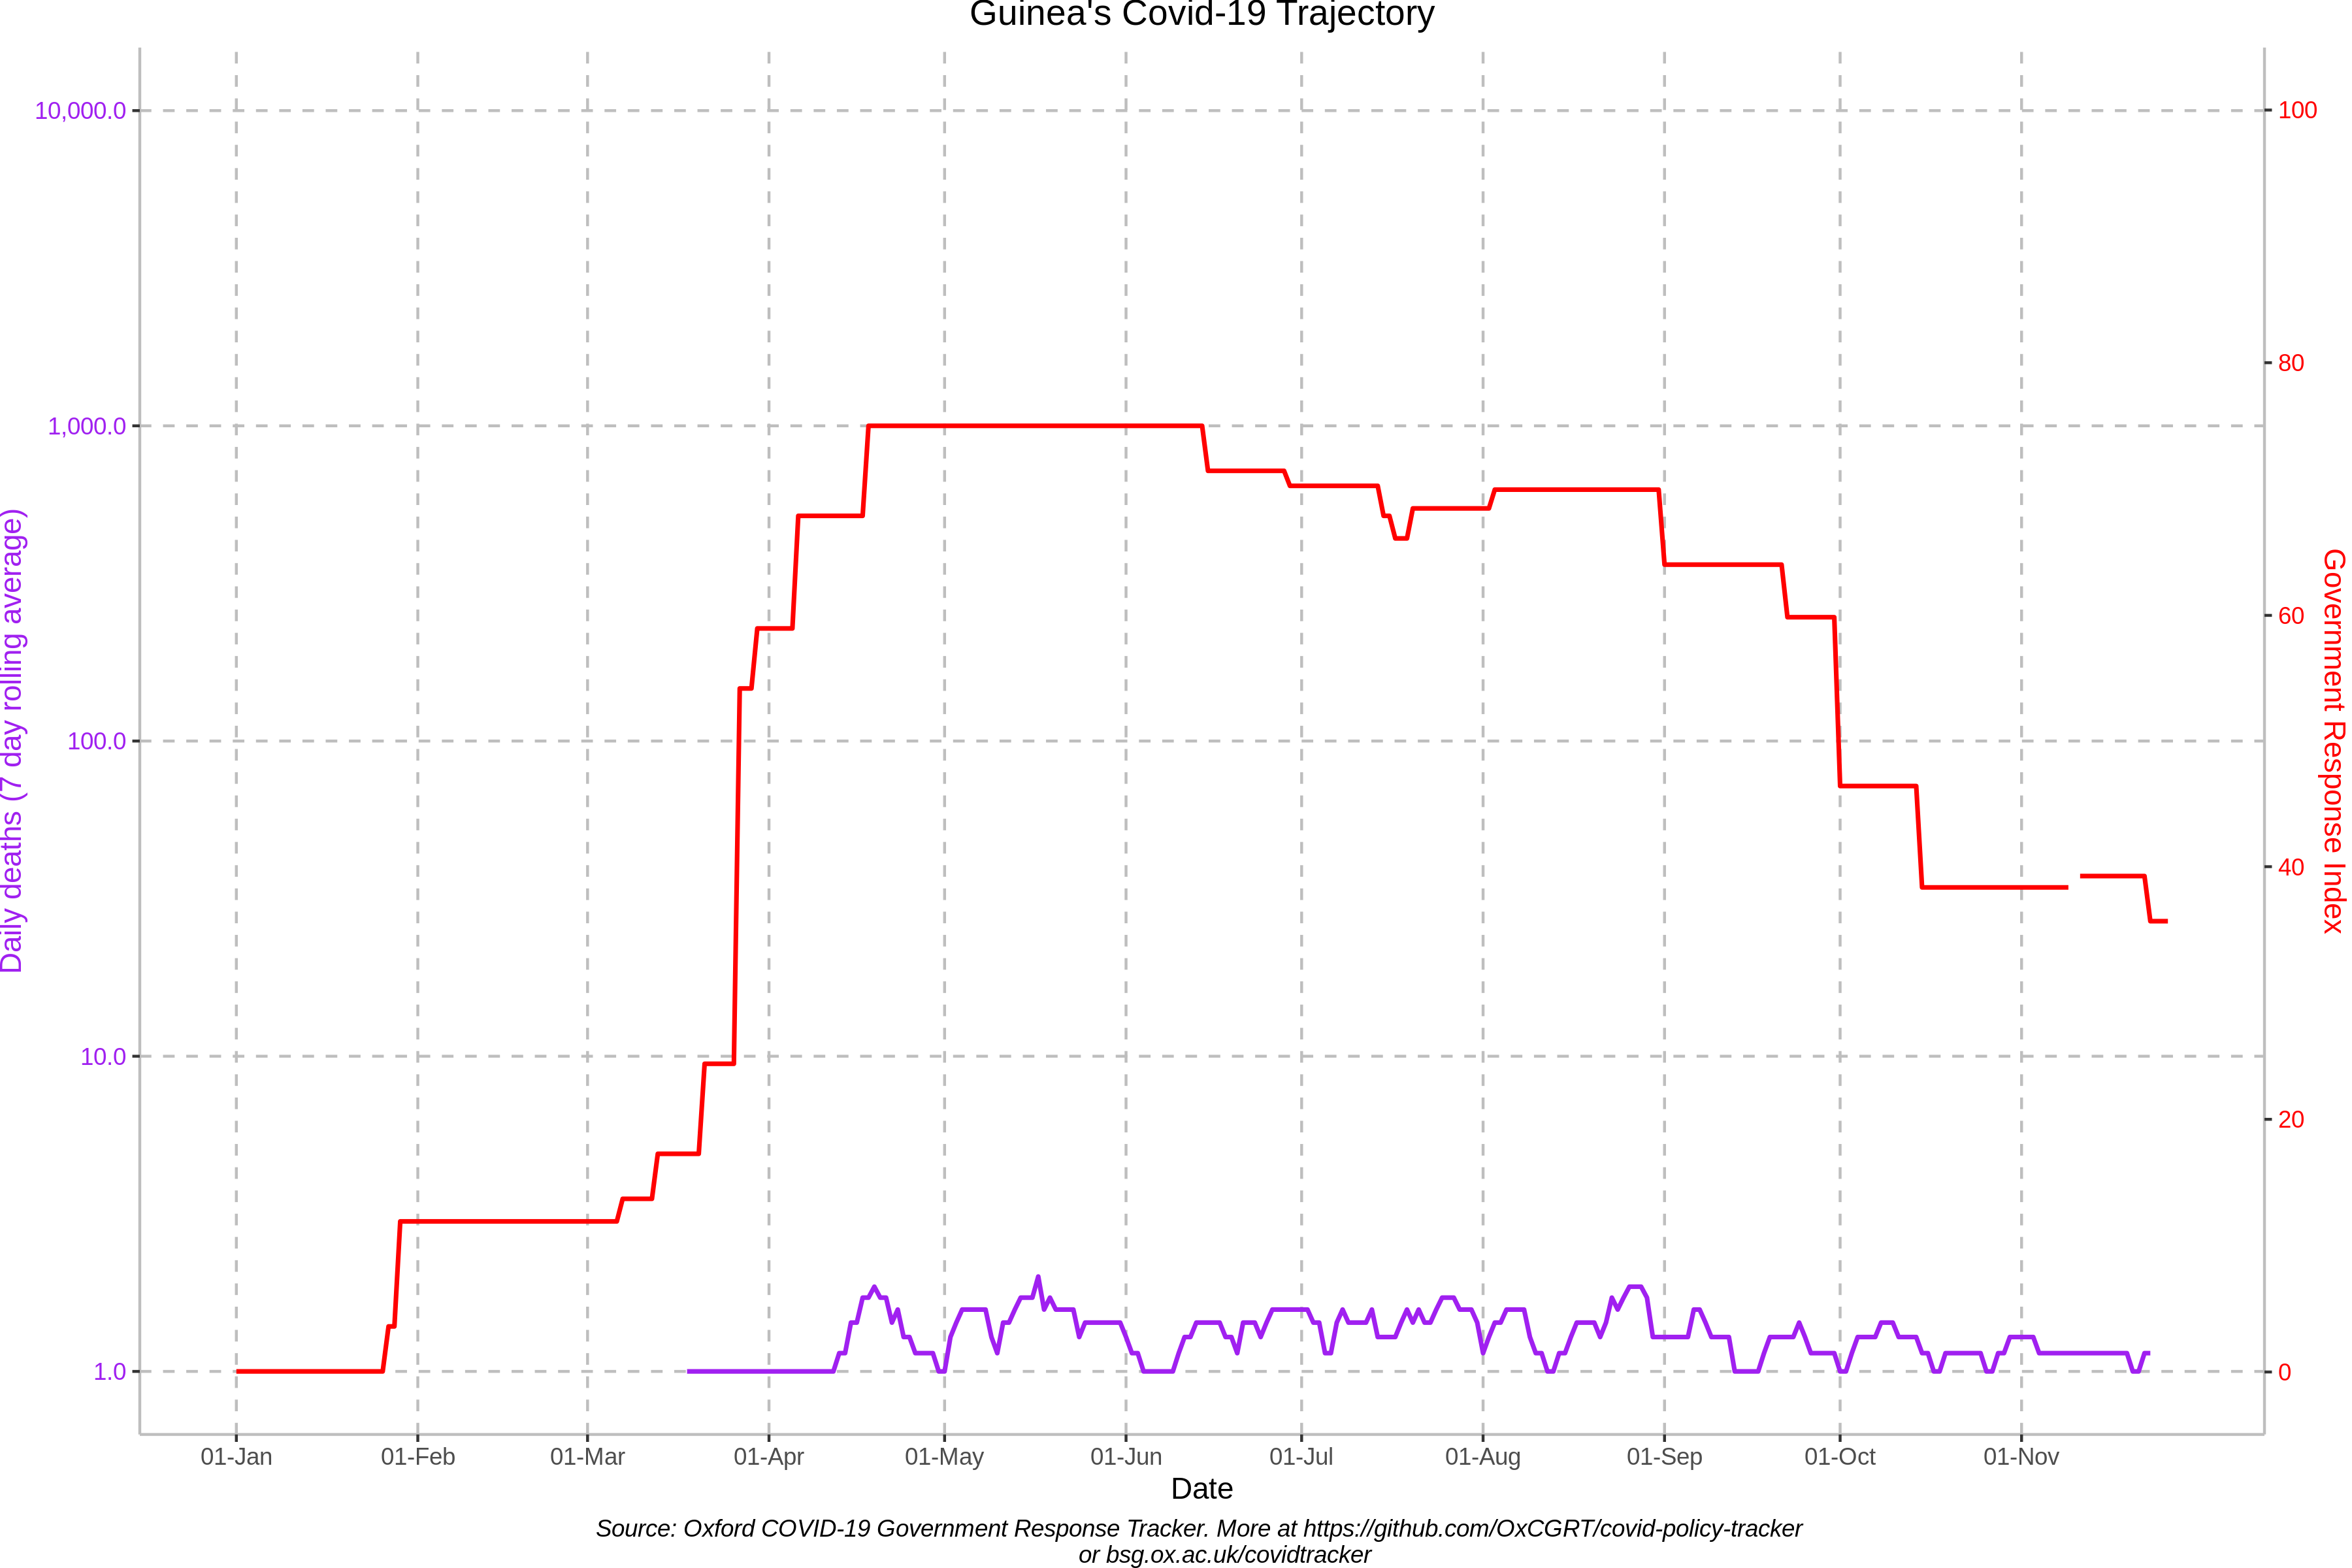 Guinea's Covid-19 Trajectory
10,000.0
1,000.0
100.0
10.0
1.0
Daily deaths (7 day rolling average)
100
80
60
40
20
0
Government Response Index
01-Jan
01-Feb
01-Mar
01-Apr
01-May
01-Jun
01-Jul
01-Aug
01-Sep
01-Oct
01-Nov
Date
Source: Oxford COVID-19 Government Response Tracker. More at https://github.com/OxCGRT/covid-policy-tracker
or bsg.ox.ac.uk/covidtracker